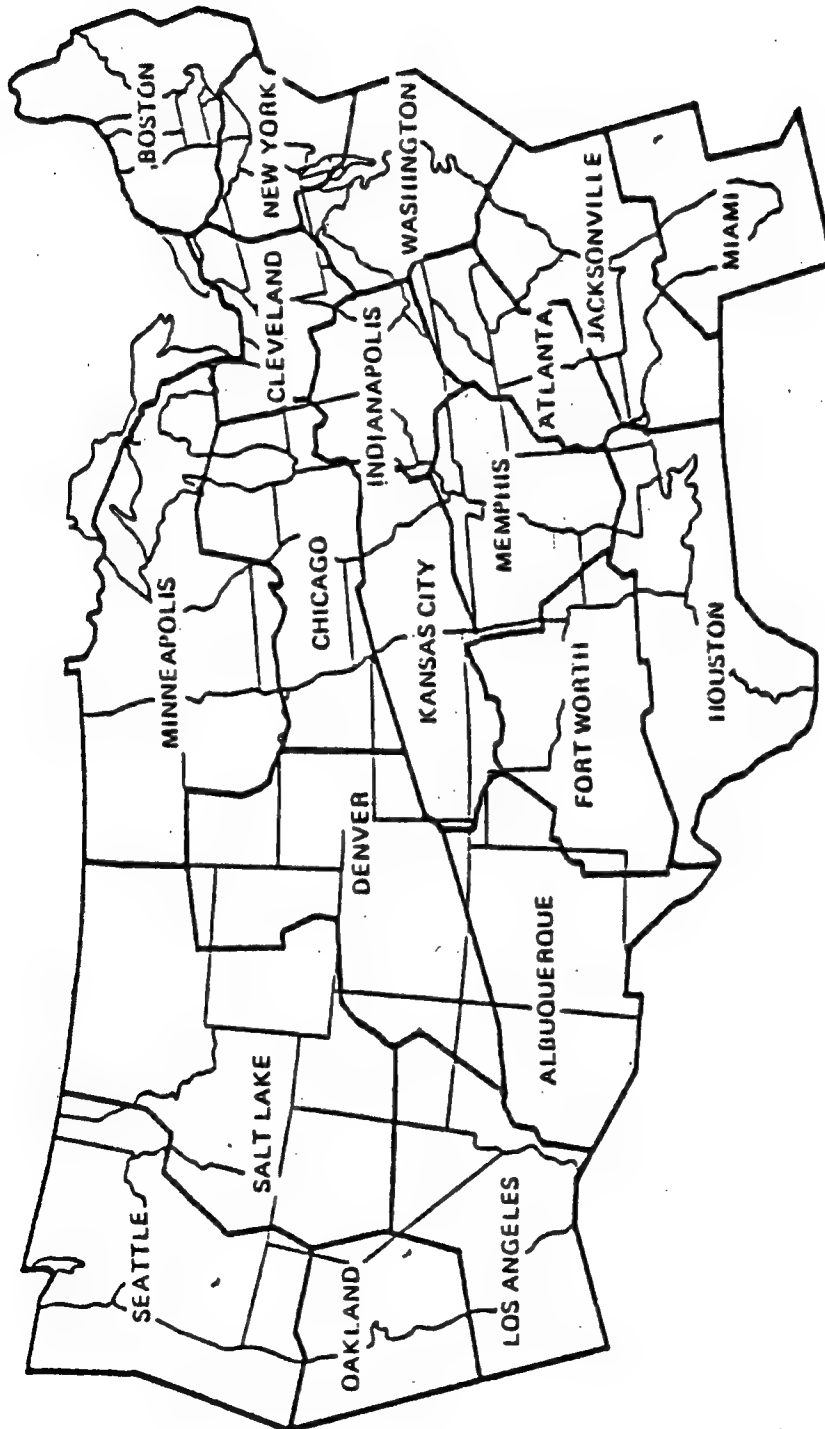 SEATTLE
OAKLAND
LOS ANGELES
SALT LAKE
ALBUQUERQUE
DENVER
MINNEAPOLIS
CHICAGO
KANSAS CITY
FORT WORTH
HOUSTON
MEMPHIS
INDIANAPOLIS
CLEVELAND
ATLANTA
JACKSONVILLE
MIAMI
WASHINGTON
NEW YORK
BOSTON